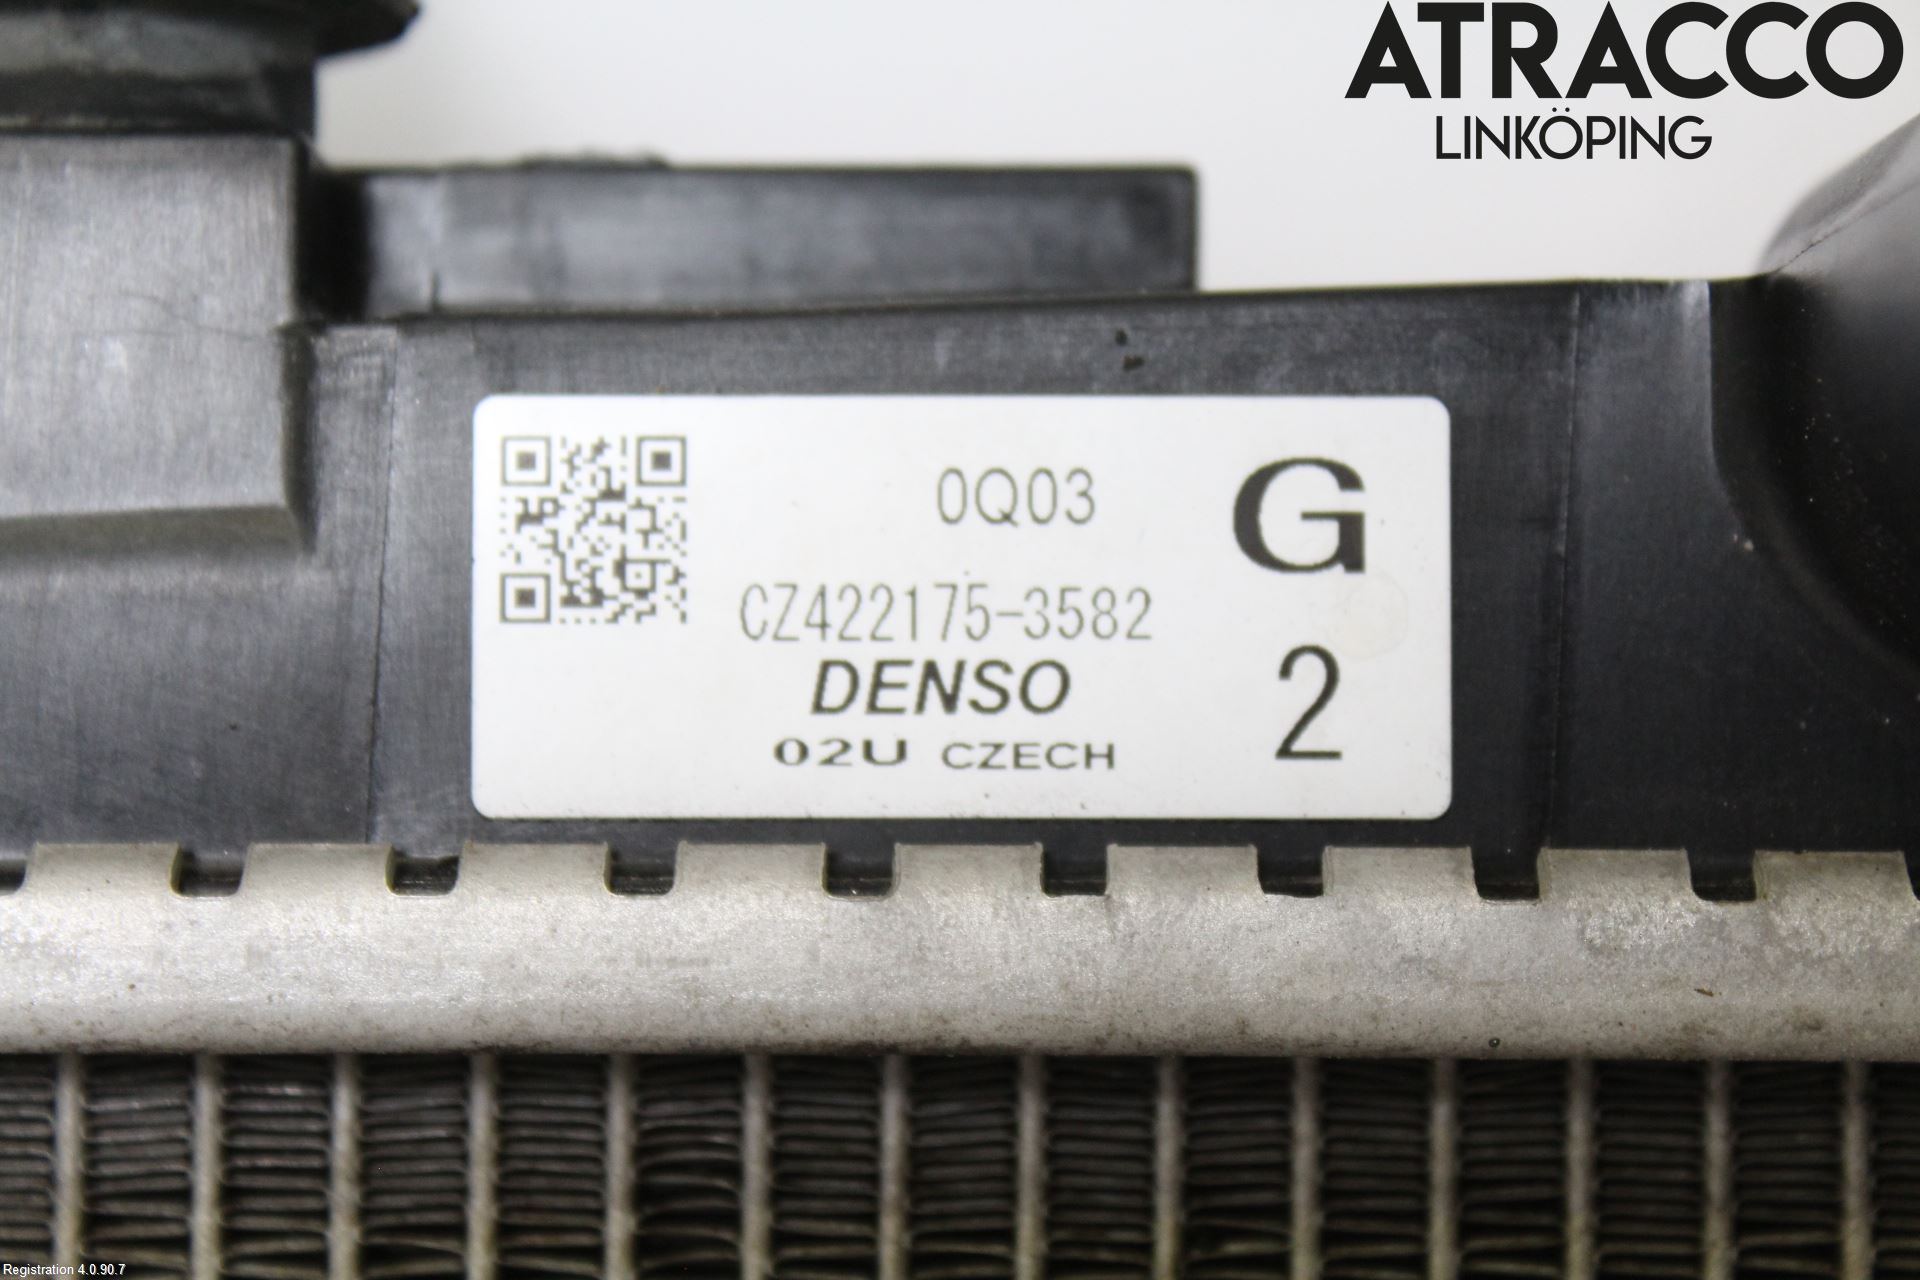 ATRACCO
LINKÖPING
0Q03
G
CZ422175-3582
DENSO
2
02U CZECH
Registration 4.0.90.7